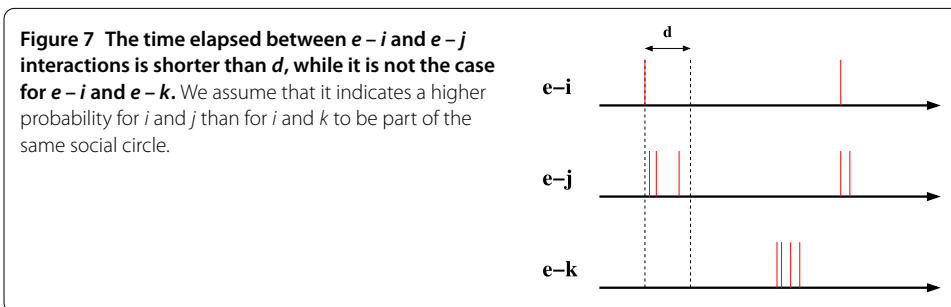 Figure 7 The time elapsed between e – i and e – j
interactions is shorter than d, while it is not the case
for e – i and e – k. We assume that it indicates a higher
probability for i and j than for i and k to be part of the
same social circle.
d
e–i
e–j
e–k